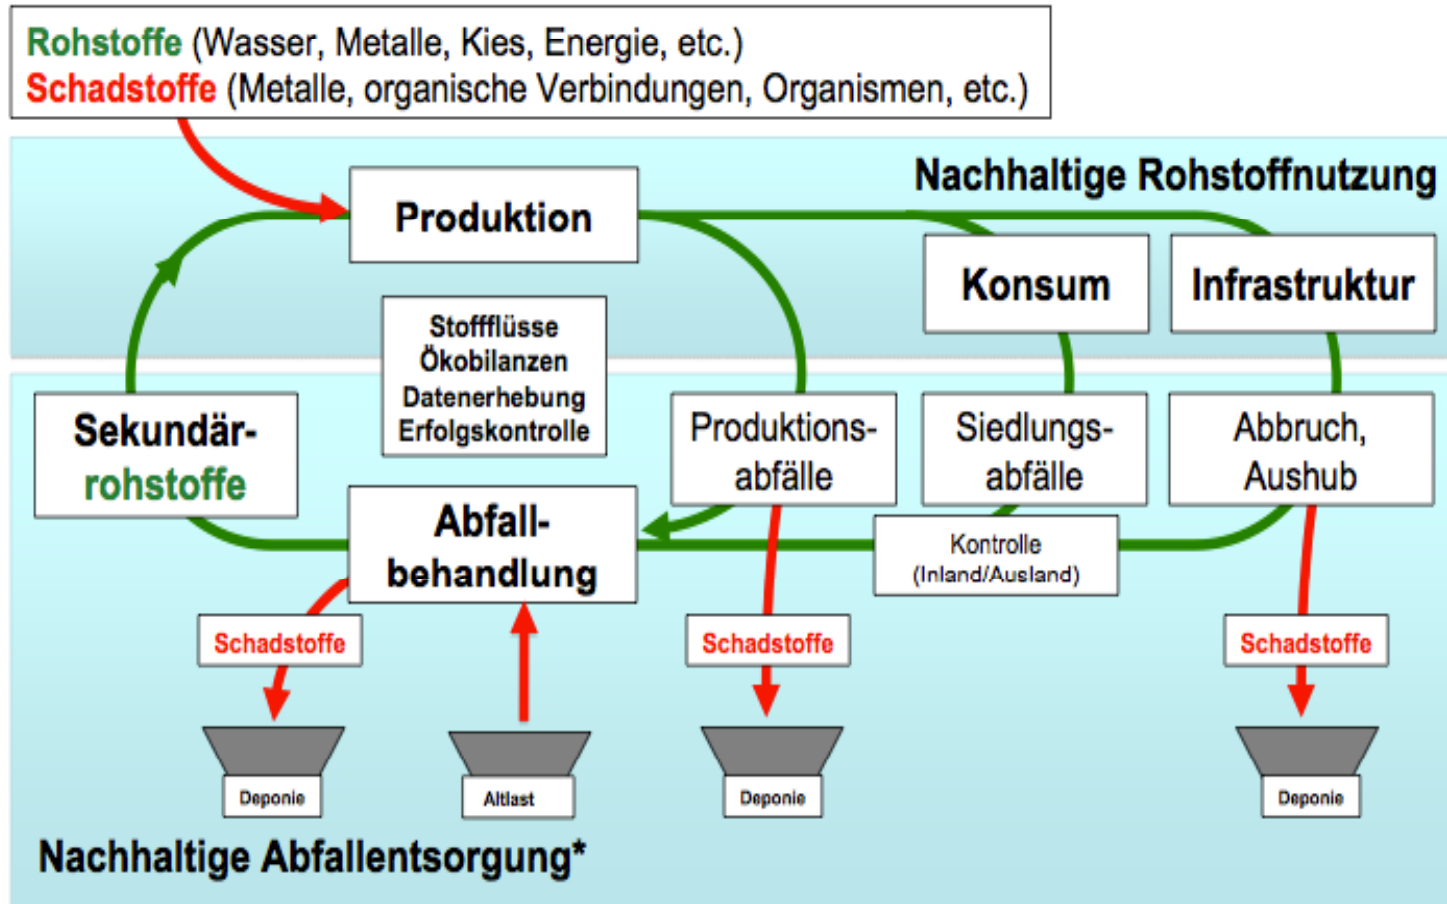 Rohstoffe (Wasser, Metalle, Kies, Energie, etc.)
Schadstoffe (Metalle, organische Verbindungen, Organismen, etc.)
Nachhaltige Rohstoffnutzung
Produktion
Konsum
Infrastruktur
Stoffflüsse
Ökobilanzen
Datenerhebung
Erfolgskontrolle
Sekundär-
rohstoffe
Produktions-
abfälle
Siedlungs-
abfälle
Abbruch,
Aushub
Abfall-
behandlung
Kontrolle
(Inland/Ausland)
Schadstoffe
Schadstoffe
Schadstoffe
Deponie
Altlast
Deponie
Deponie
Nachhaltige Abfallentsorgung*